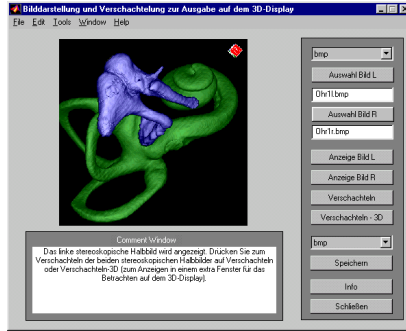 Bilddarstellung und Verschachtelung zur Ausgabe auf dem 3D-Display
File Edit Tools Window Help
bmp
Auswahl Bild L
Ohr1l.bmp
Auswahl Bild R
Ohr1r.bmp
Anzeige Bild L
Anzeige Bild R
Verschachteln
Verschachteln - 3D
bmp
Speichern
Info
Schließen
Comment Window
Das linke stereoskopische Halbbild wird angezeigt. Drücken Sie zum
Verschachteln der beiden stereoskopischen Halbbilder auf Verschachteln
oder Verschachteln-3D (zum Anzeigen in einem extra Fenster für das
Betrachten auf dem 3D-Display).